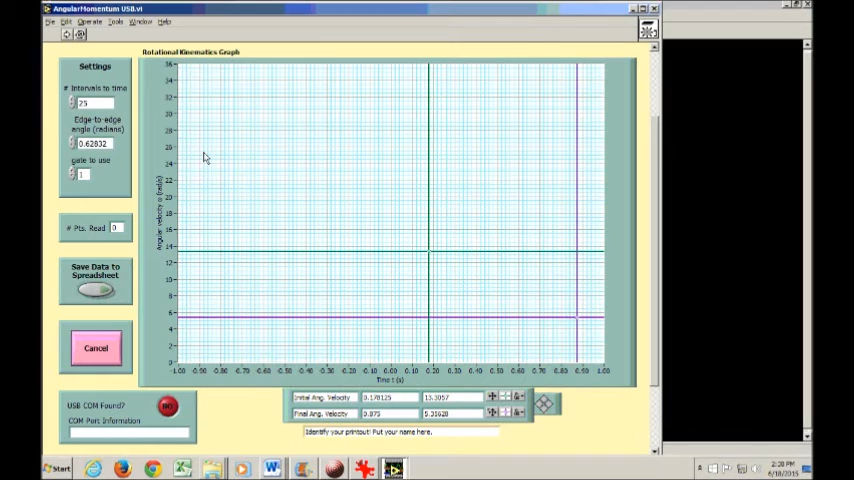 AngularMomentum USB.vi
File Edit Operate Tools Window Help
Rotational Kinematics Graph
Settings
# Intervals to time
25
Edge-to-edge
angle (radians)
0.62832
gate to use
1
# Pts. Read 0
Save Data to
Spreadsheet
Cancel
USB COM Found? NO
COM Port Information
Angular velocity ω (rad/s)
36
34
32
30
28
26
24
22
20
18
16
14
12
10
8
6
4
2
0
-1.00 -0.90 -0.80 -0.70 -0.60 -0.50 -0.40 -0.30 -0.20 -0.10 0.00 0.10 0.20 0.30 0.40 0.50 0.60 0.70 0.80 0.90 1.00
Time t (s)
Initial Ang. Velocity 0.178125 13.3057
Final Ang. Velocity 0.875 5.35628
Identify your printout! Put your name here.
Start
2:08 PM
6/18/2015